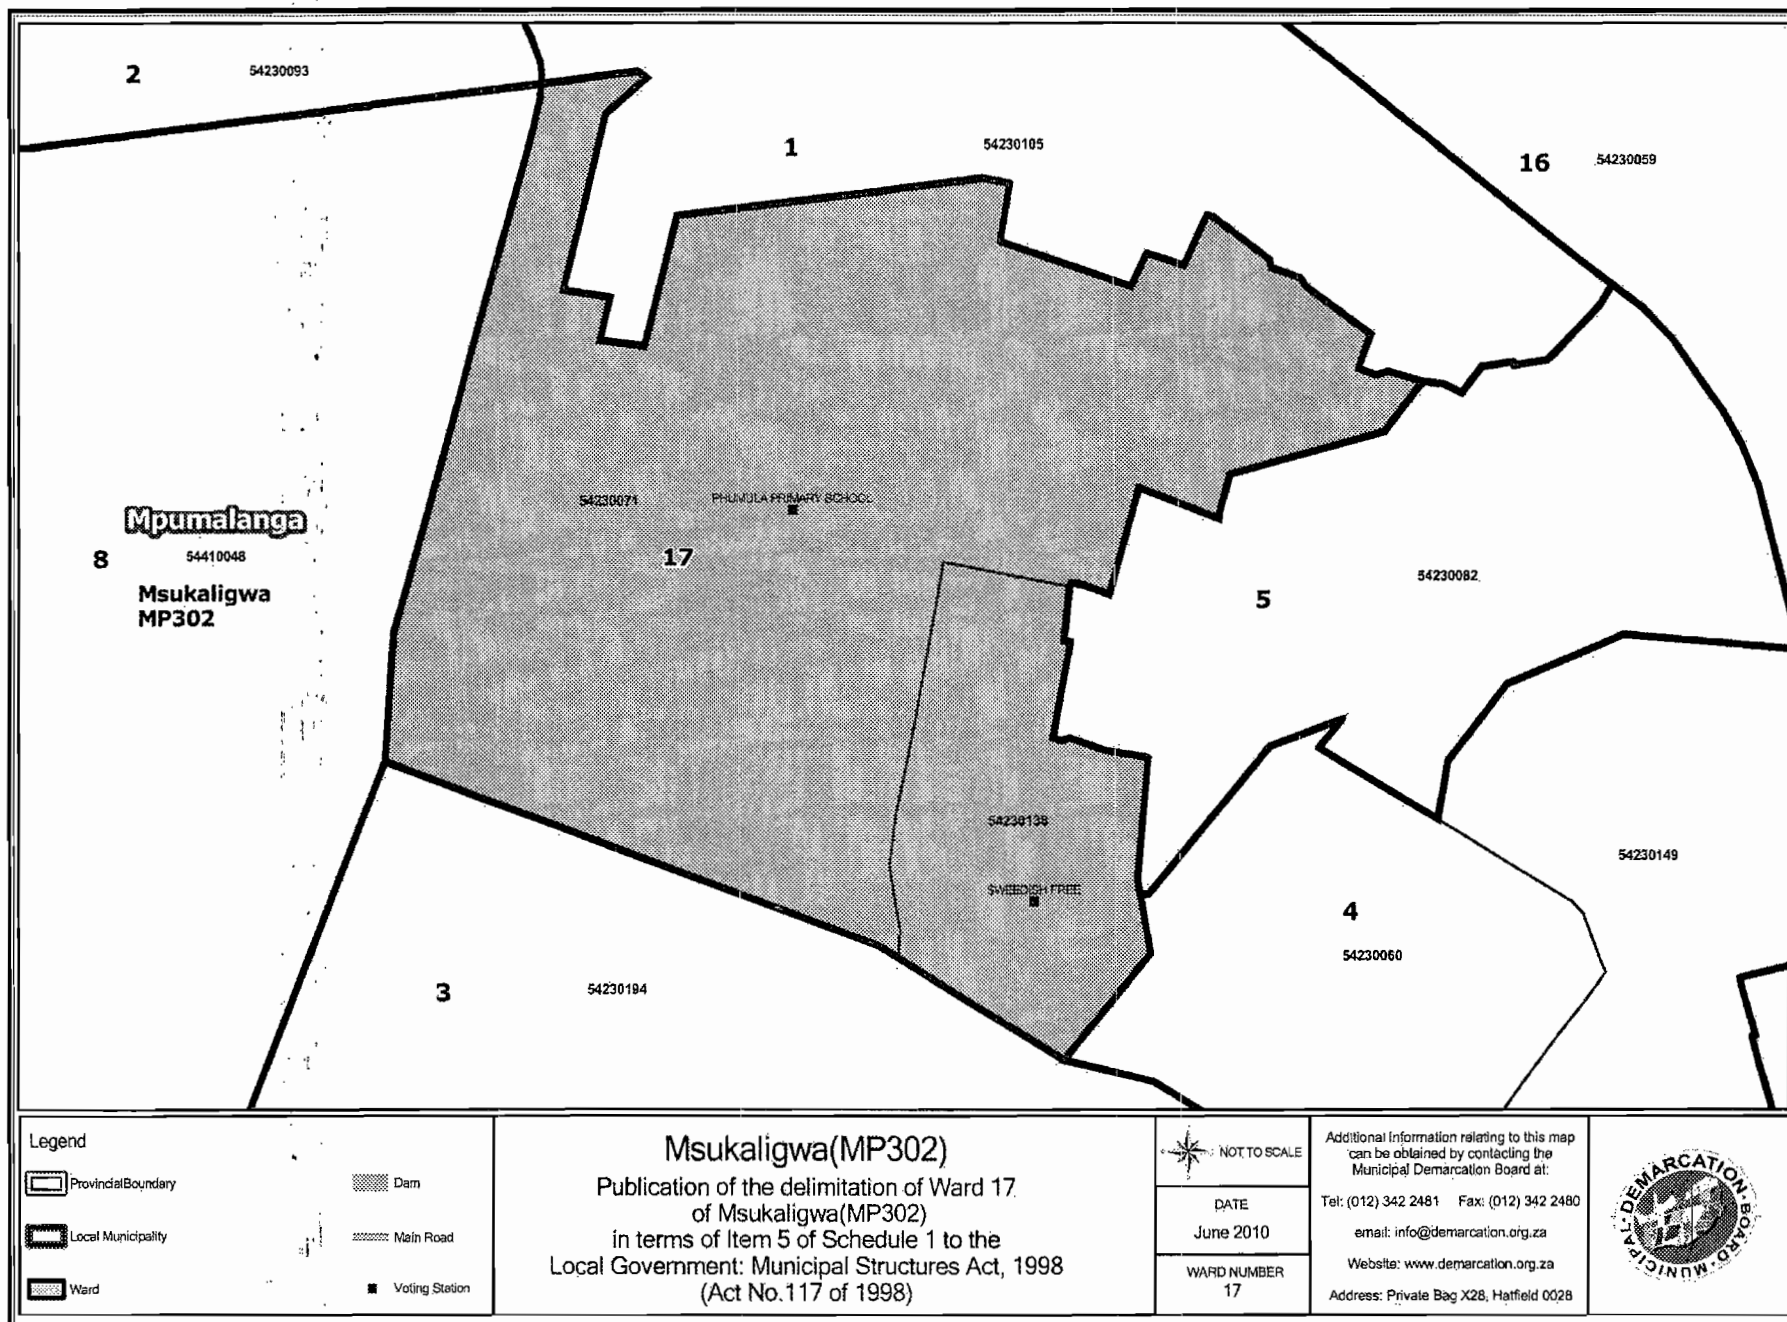 2
54230093
1
54230105
16
54230059
54230071
PHUMULA PRIMARY SCHOOL
17
Mpumalanga
8
54410048
Msukaligwa
MP302
5
54230082
54230138
SWEEDISH FREE
54230149
4
54230060
3
54230194
Legend
ProvincialBoundary
Local Municipality
Ward
Dam
Main Road
Voting Station
Msukaligwa(MP302)
Publication of the delimitation of Ward 17
of Msukaligwa(MP302)
in terms of Item 5 of Schedule 1 to the
Local Government: Municipal Structures Act, 1998
(Act No.117 of 1998)
NOT TO SCALE
DATE
June 2010
WARD NUMBER
17
Additional information relating to this map
can be obtained by contacting the
Municipal Demarcation Board at:
Tel: (012) 342 2481 Fax: (012) 342 2480
email: info@demarcation.org.za
Website: www.demarcation.org.za
Address: Private Bag X28, Hatfield 0028
MUNICIPAL DEMARCATION BOARD